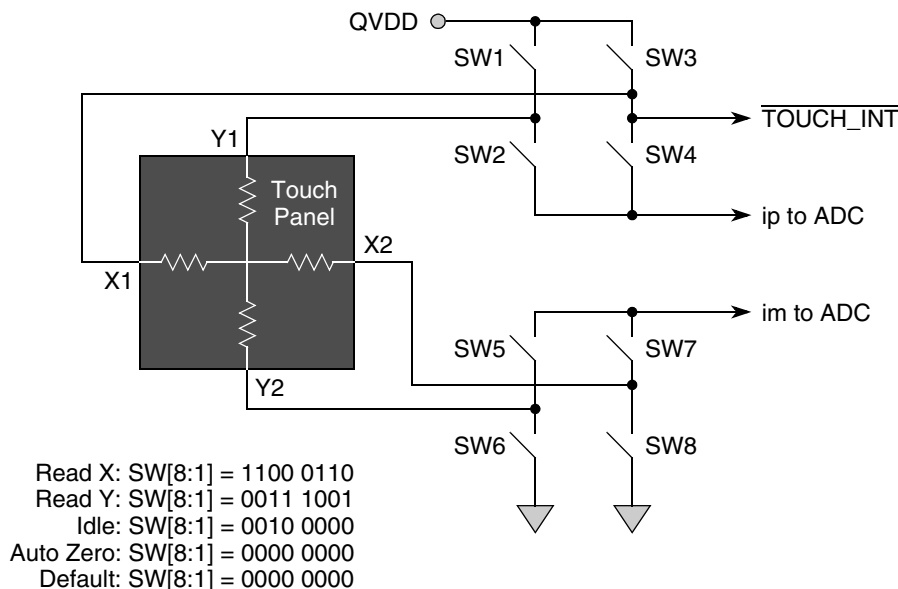 QVDD
SW1
SW3
Y1
TOUCH_INT
SW2
SW4
Touch
Panel
ip to ADC
X2
X1
im to ADC
SW5
SW7
Y2
SW6
SW8
Read X: SW[8:1] = 1100 0110
Read Y: SW[8:1] = 0011 1001
Idle: SW[8:1] = 0010 0000
Auto Zero: SW[8:1] = 0000 0000
Default: SW[8:1] = 0000 0000